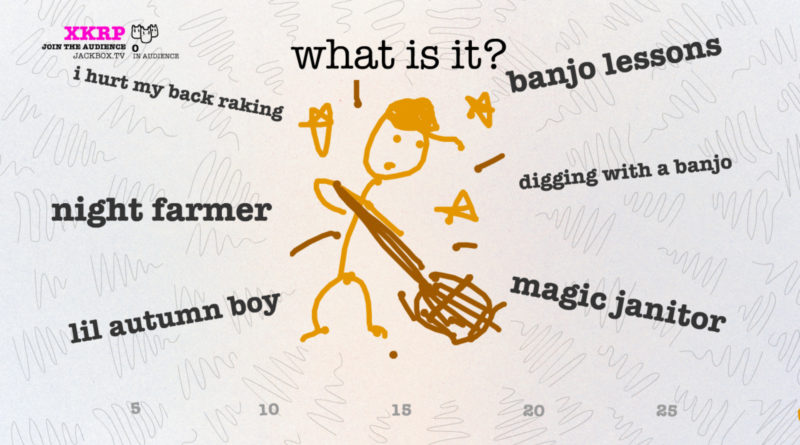 XKRP
JOIN THE AUDIENCE
JACKBOX.TV
0
IN AUDIENCE
what is it?
i hurt my back raking
banjo lessons
night farmer
digging with a banjo
lil autumn boy
magic janitor
5 10 15 20 25